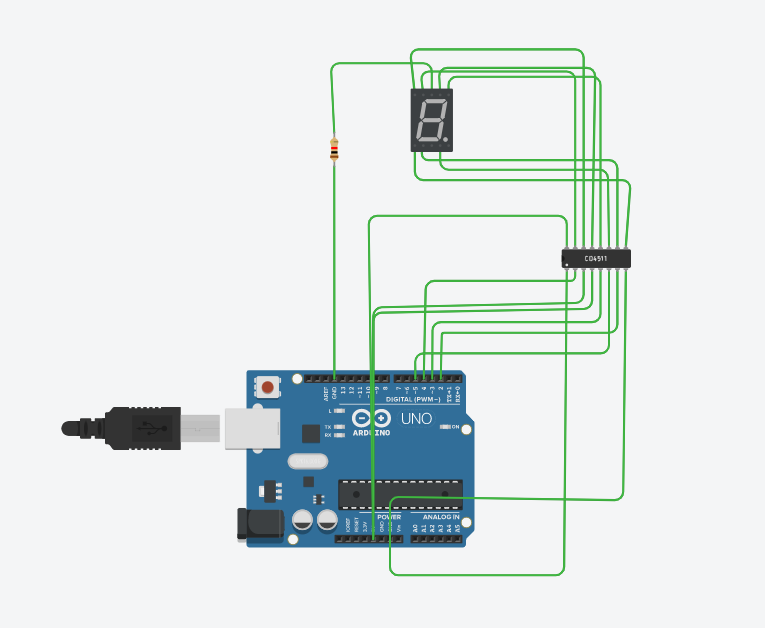 8.
CD4511
AREF
GND
13
12
~11
~10
~9
8
7
~6
~5
4
~3
2
TX→1
RX←0
DIGITAL (PWM~)
L
TX
RX
ARDUINO
UNO
ON
POWER
ANALOG IN
IOREF
RESET
3.3V
GND
Vin
A0
A1
A2
A3
A4
A5